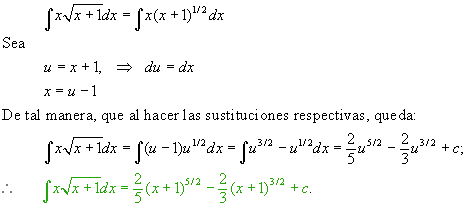 ∫x√(x+1)dx = ∫x(x+1)^{1/2}dx
Sea
u = x+1, ⇒ du = dx
x = u−1
De tal manera, que al hacer las sustituciones respectivas, queda:
∫x√(x+1)dx = ∫(u−1)u^{1/2}dx = ∫u^{3/2} − u^{1/2}dx = 2/5 u^{5/2} − 2/3 u^{3/2} + c;
∴ ∫x√(x+1)dx = 2/5 (x+1)^{5/2} − 2/3 (x+1)^{3/2} + c.